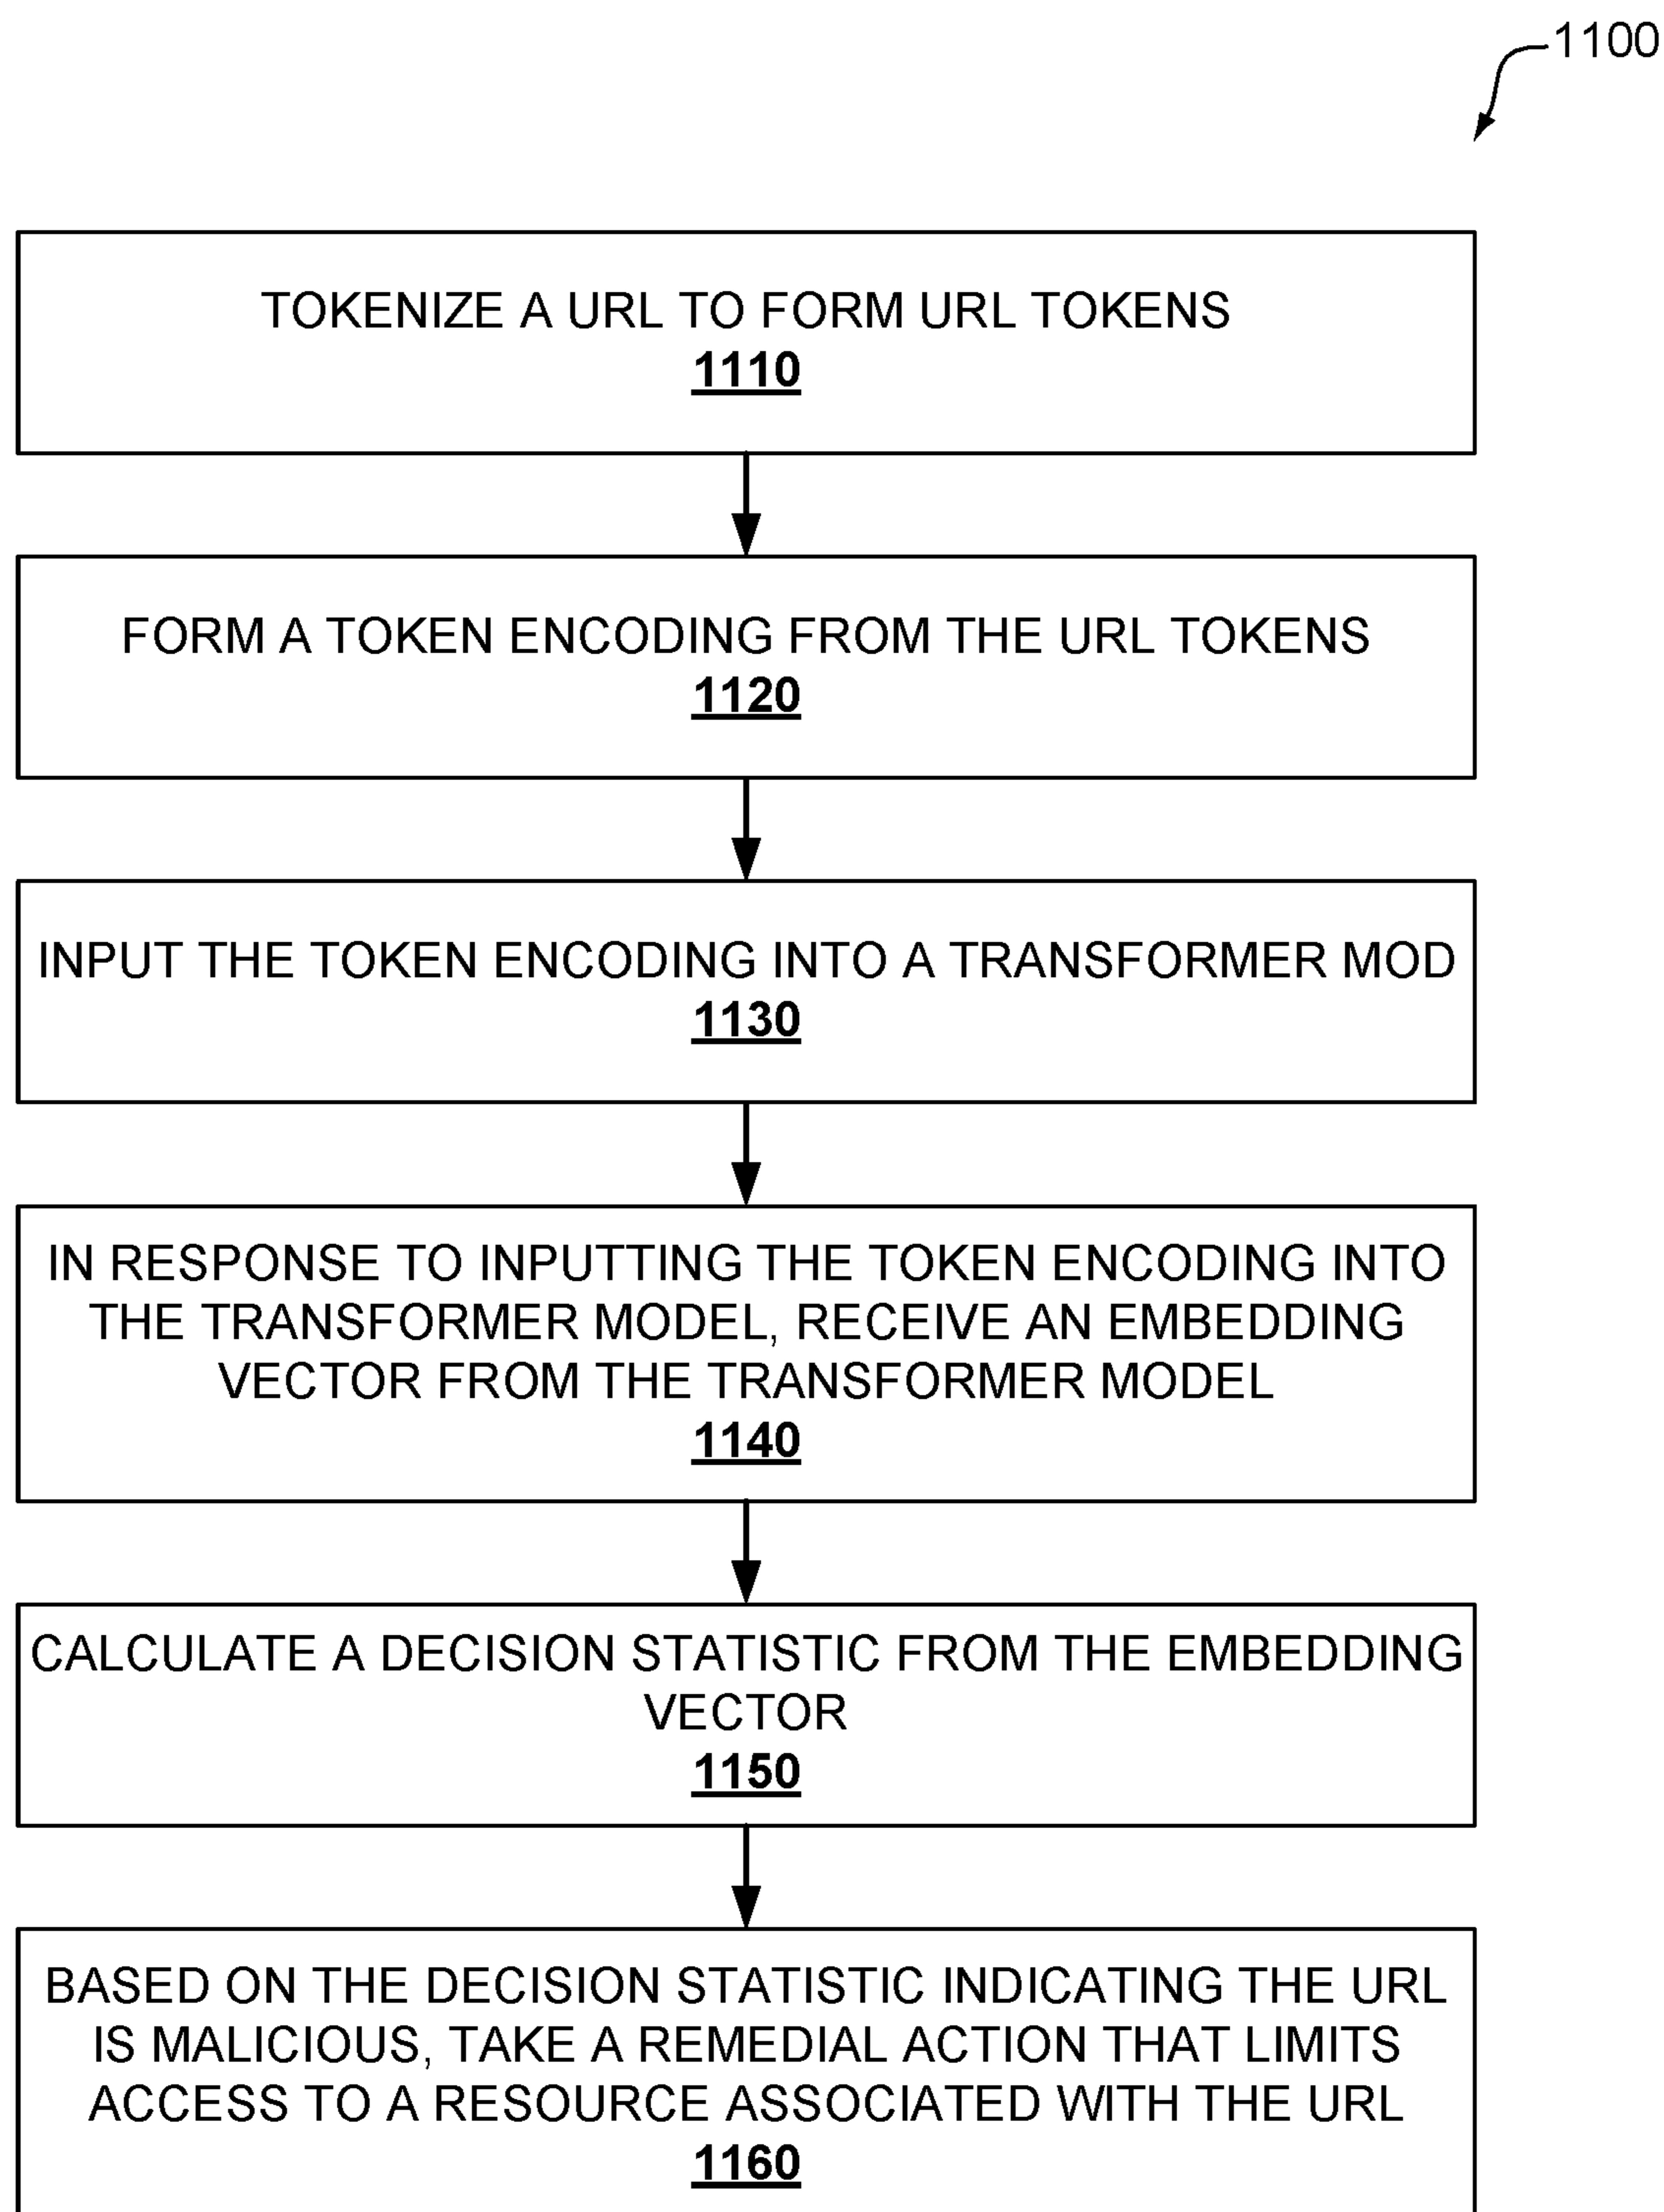 1100
TOKENIZE A URL TO FORM URL TOKENS
1110
FORM A TOKEN ENCODING FROM THE URL TOKENS
1120
INPUT THE TOKEN ENCODING INTO A TRANSFORMER MOD
1130
IN RESPONSE TO INPUTTING THE TOKEN ENCODING INTO
THE TRANSFORMER MODEL, RECEIVE AN EMBEDDING
VECTOR FROM THE TRANSFORMER MODEL
1140
CALCULATE A DECISION STATISTIC FROM THE EMBEDDING
VECTOR
1150
BASED ON THE DECISION STATISTIC INDICATING THE URL
IS MALICIOUS, TAKE A REMEDIAL ACTION THAT LIMITS
ACCESS TO A RESOURCE ASSOCIATED WITH THE URL
1160